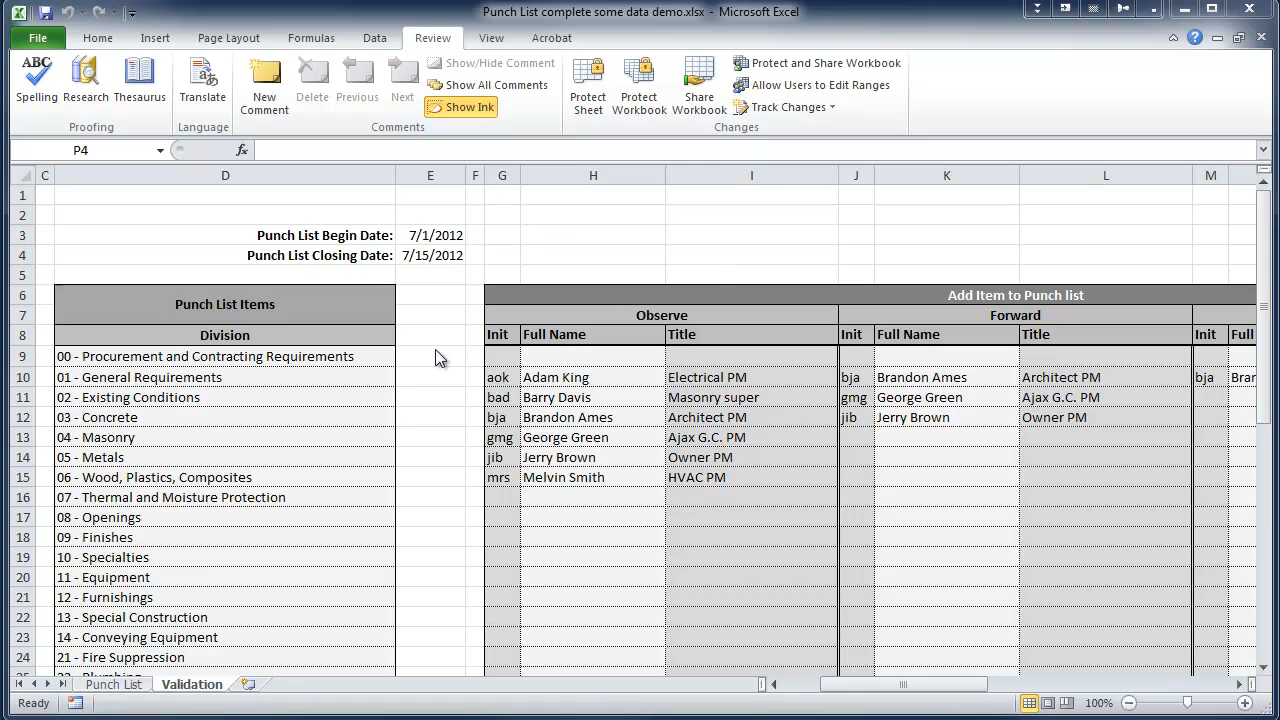 Punch List complete some data demo.xlsx - Microsoft Excel
File Home Insert Page Layout Formulas Data Review View Acrobat
ABC
Spelling Research Thesaurus Translate New Comment Delete Previous Next
Show/Hide Comment
Show All Comments
Show Ink
Protect Sheet Protect Workbook Share Workbook
Protect and Share Workbook
Allow Users to Edit Ranges
Track Changes
Proofing Language Comments Changes
P4 fx
C D E F G H I J K L M
1
2
3 Punch List Begin Date: 7/1/2012
4 Punch List Closing Date: 7/15/2012
5
6 Punch List Items Add Item to Punch list
7 Observe Forward
8 Division Init Full Name Title Init Full Name Title Init Full
9 00 - Procurement and Contracting Requirements
10 01 - General Requirements aok Adam King Electrical PM bja Brandon Ames Architect PM bja Bran
11 02 - Existing Conditions bad Barry Davis Masonry super gmg George Green Ajax G.C. PM
12 03 - Concrete bja Brandon Ames Architect PM jib Jerry Brown Owner PM
13 04 - Masonry gmg George Green Ajax G.C. PM
14 05 - Metals jib Jerry Brown Owner PM
15 06 - Wood, Plastics, Composites mrs Melvin Smith HVAC PM
16 07 - Thermal and Moisture Protection
17 08 - Openings
18 09 - Finishes
19 10 - Specialties
20 11 - Equipment
21 12 - Furnishings
22 13 - Special Construction
23 14 - Conveying Equipment
24 21 - Fire Suppression
25 22 - Plumbing
Punch List Validation
Ready 100%